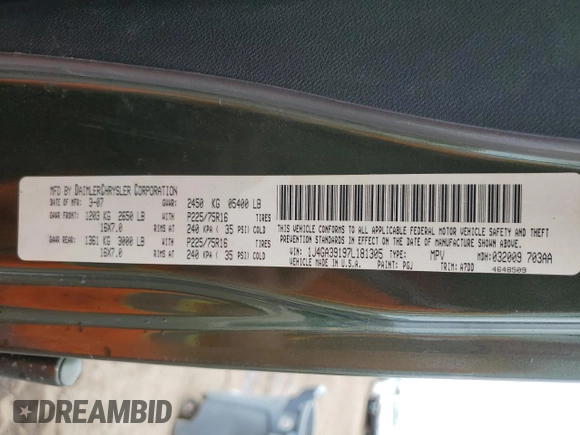 MFD BY DAIMLERCHRYSLER CORPORATION
DATE OF MFR 3-07 GVWR: 2450 KG 05400 LB
GAWR FRONT: 1203 KG 2650 LB WITH P225/75R16 TIRES
16X7.0 RIMS AT 240 KPA ( 35 PSI) COLD
GAWR REAR: 1361 KG 3000 LB WITH P225/75R16 TIRES
16X7.0 RIMS AT 240 KPA ( 35 PSI) COLD
THIS VEHICLE CONFORMS TO ALL APPLICABLE FEDERAL MOTOR VEHICLE SAFETY AND THEFT
PREVENTION STANDARDS IN EFFECT ON THE DATE OF MANUFACTURE SHOWN ABOVE
VIN: 1J4GA39197L181305 TYPE: MPV MDH: 032009 703AA
VEHICLE MADE IN U.S.A. PAINT: PGJ TRIM: A7DD 4648509
DREAMBID